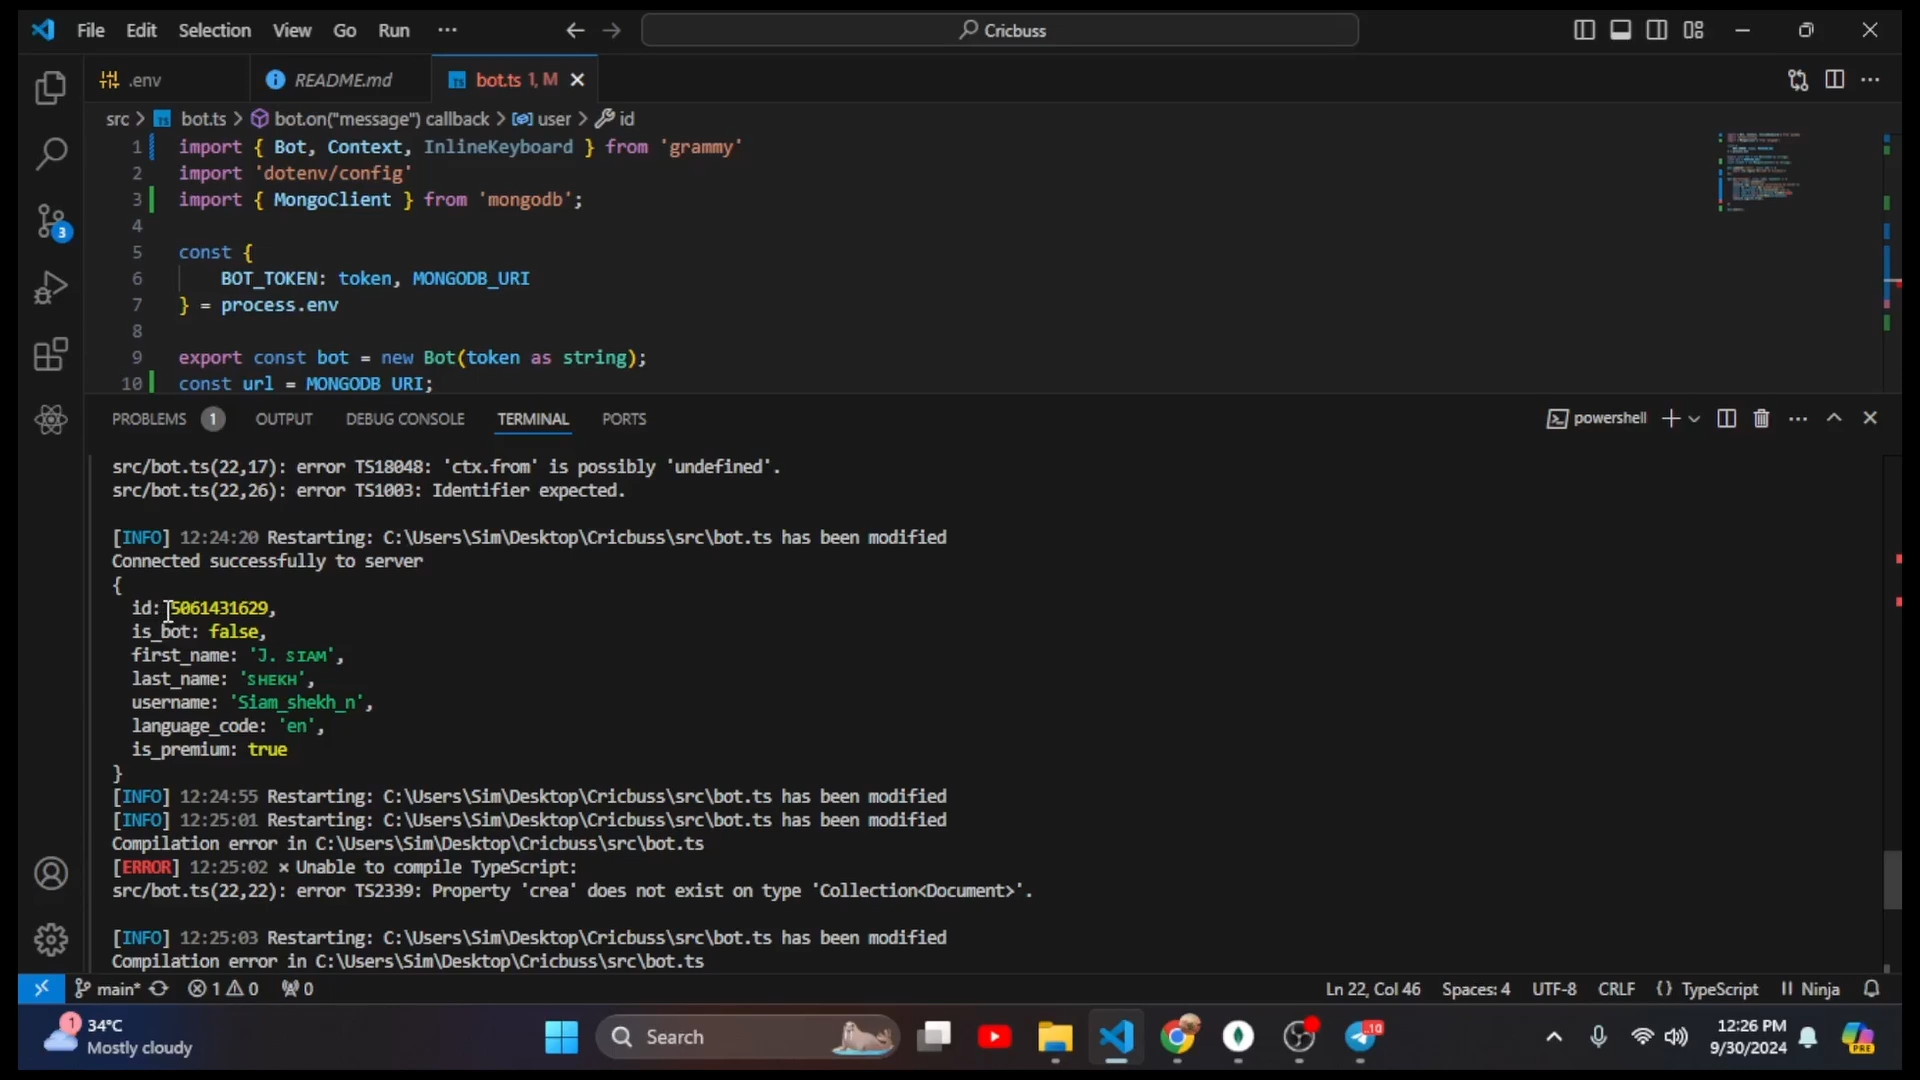 File Edit Selection View Go Run ··· Cricbuss
.env README.md bot.ts 1, M
src > bot.ts > bot.on("message") callback > user > id
1 import { Bot, Context, InlineKeyboard } from 'grammy'
2 import 'dotenv/config'
3 import { MongoClient } from 'mongodb';
4
5 const {
6 BOT_TOKEN: token, MONGODB_URI
7 } = process.env
8
9 export const bot = new Bot(token as string);
10 const url = MONGODB_URI;
PROBLEMS 1 OUTPUT DEBUG CONSOLE TERMINAL PORTS powershell
src/bot.ts(22,17): error TS18048: 'ctx.from' is possibly 'undefined'.
src/bot.ts(22,26): error TS1003: Identifier expected.
[INFO] 12:24:20 Restarting: C:\Users\Sim\Desktop\Cricbuss\src\bot.ts has been modified
Connected successfully to server
{
id: 5061431629,
is_bot: false,
first_name: 'J. sɪᴀᴍ',
last_name: 'sʜᴇᴋʜ',
username: 'Siam_shekh_n',
language_code: 'en',
is_premium: true
}
[INFO] 12:24:55 Restarting: C:\Users\Sim\Desktop\Cricbuss\src\bot.ts has been modified
[INFO] 12:25:01 Restarting: C:\Users\Sim\Desktop\Cricbuss\src\bot.ts has been modified
Compilation error in C:\Users\Sim\Desktop\Cricbuss\src\bot.ts
[ERROR] 12:25:02 × Unable to compile TypeScript:
src/bot.ts(22,22): error TS2339: Property 'crea' does not exist on type 'Collection<Document>'.
[INFO] 12:25:03 Restarting: C:\Users\Sim\Desktop\Cricbuss\src\bot.ts has been modified
Compilation error in C:\Users\Sim\Desktop\Cricbuss\src\bot.ts
main* 1 0 0 Ln 22, Col 46 Spaces: 4 UTF-8 CRLF {} TypeScript Ninja
3
1 34°C
Mostly cloudy
Search
10
12:26 PM
9/30/2024
PRE